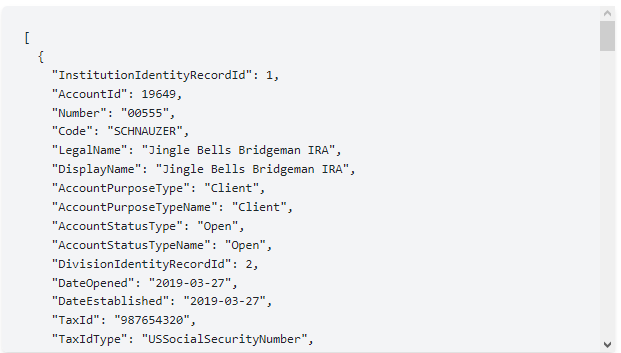 [
{
"InstitutionIdentityRecordId": 1,
"AccountId": 19649,
"Number": "00555",
"Code": "SCHNAUZER",
"LegalName": "Jingle Bells Bridgeman IRA",
"DisplayName": "Jingle Bells Bridgeman IRA",
"AccountPurposeType": "Client",
"AccountPurposeTypeName": "Client",
"AccountStatusType": "Open",
"AccountStatusTypeName": "Open",
"DivisionIdentityRecordId": 2,
"DateOpened": "2019-03-27",
"DateEstablished": "2019-03-27",
"TaxId": "987654320",
"TaxIdType": "USSocialSecurityNumber",